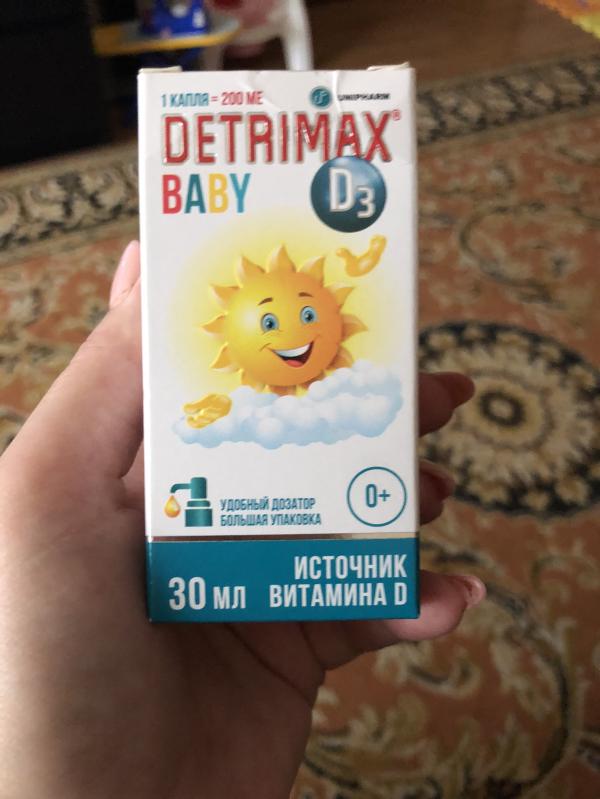 1 КАПЛЯ = 200 МЕ
UNIPHARM
DETRIMAX®
BABY
D3
0+
УДОБНЫЙ ДОЗАТОР
БОЛЬШАЯ УПАКОВКА
30 МЛ
ИСТОЧНИК
ВИТАМИНА D